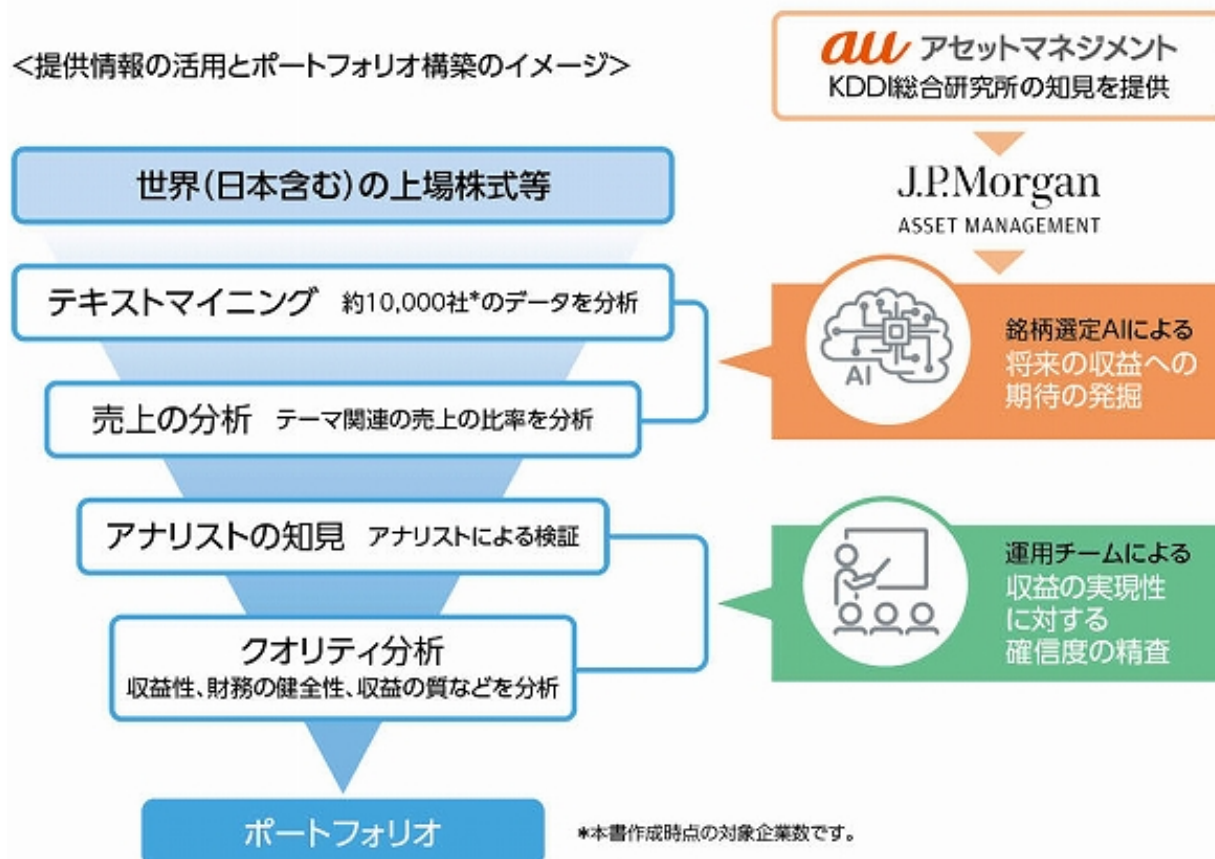 <提供情報の活用とポートフォリオ構築のイメージ>
au アセットマネジメント
KDDI総合研究所の知見を提供
J.P.Morgan
ASSET MANAGEMENT
世界(日本含む)の上場株式等
テキストマイニング 約10,000社*のデータを分析
売上の分析 テーマ関連の売上の比率を分析
AI
銘柄選定AIによる
将来の収益への
期待の発掘
アナリストの知見 アナリストによる検証
クオリティ分析
収益性、財務の健全性、収益の質などを分析
運用チームによる
収益の実現性
に対する
確信度の精査
ポートフォリオ
*本書作成時点の対象企業数です。